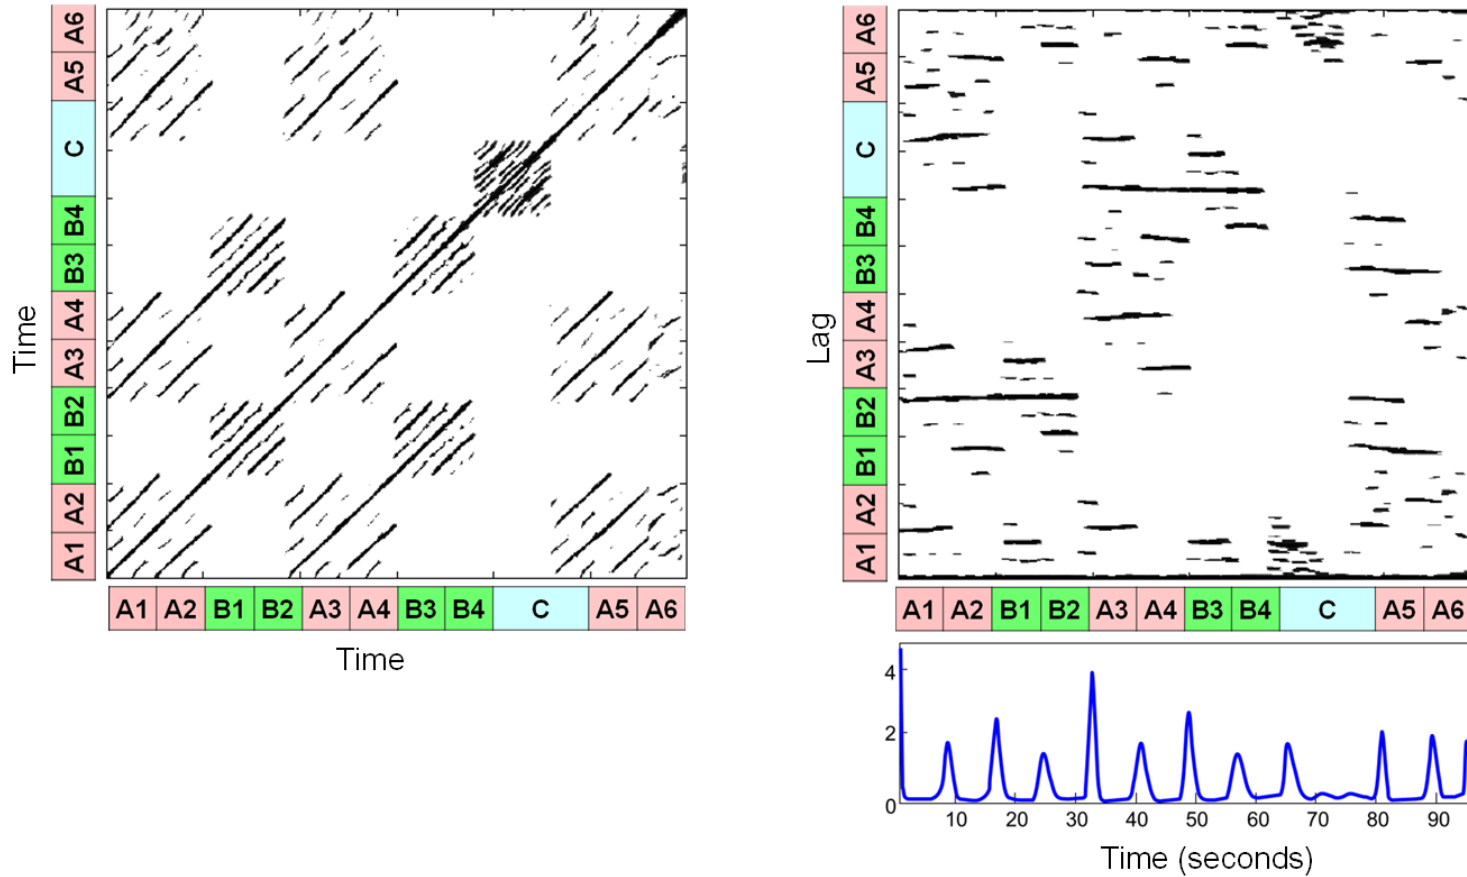 A6
A5
C
B4
B3
A4
A3
B2
B1
A2
A1
Time
A1 A2 B1 B2 A3 A4 B3 B4 C A5 A6
Time
A6
A5
C
B4
B3
A4
A3
B2
B1
A2
A1
Lag
A1 A2 B1 B2 A3 A4 B3 B4 C A5 A6
4
2
0
10 20 30 40 50 60 70 80 90
Time (seconds)